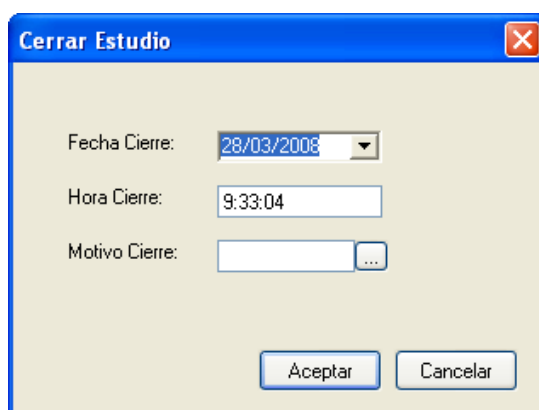 Cerrar Estudio
Fecha Cierre: 28/03/2008
Hora Cierre: 9:33:04
Motivo Cierre: ...
Aceptar Cancelar